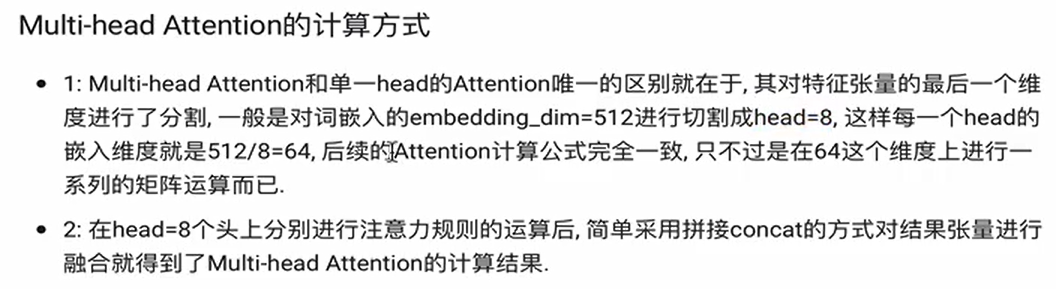 Multi-head Attention的计算方式
• 1: Multi-head Attention和单一head的Attention唯一的区别就在于, 其对特征张量的最后一个维
度进行了分割, 一般是对词嵌入的embedding_dim=512进行切割成head=8, 这样每一个head的
嵌入维度就是512/8=64, 后续的Attention计算公式完全一致, 只不过是在64这个维度上进行一
系列的矩阵运算而已.
• 2: 在head=8个头上分别进行注意力规则的运算后, 简单采用拼接concat的方式对结果张量进行
融合就得到了Multi-head Attention的计算结果.